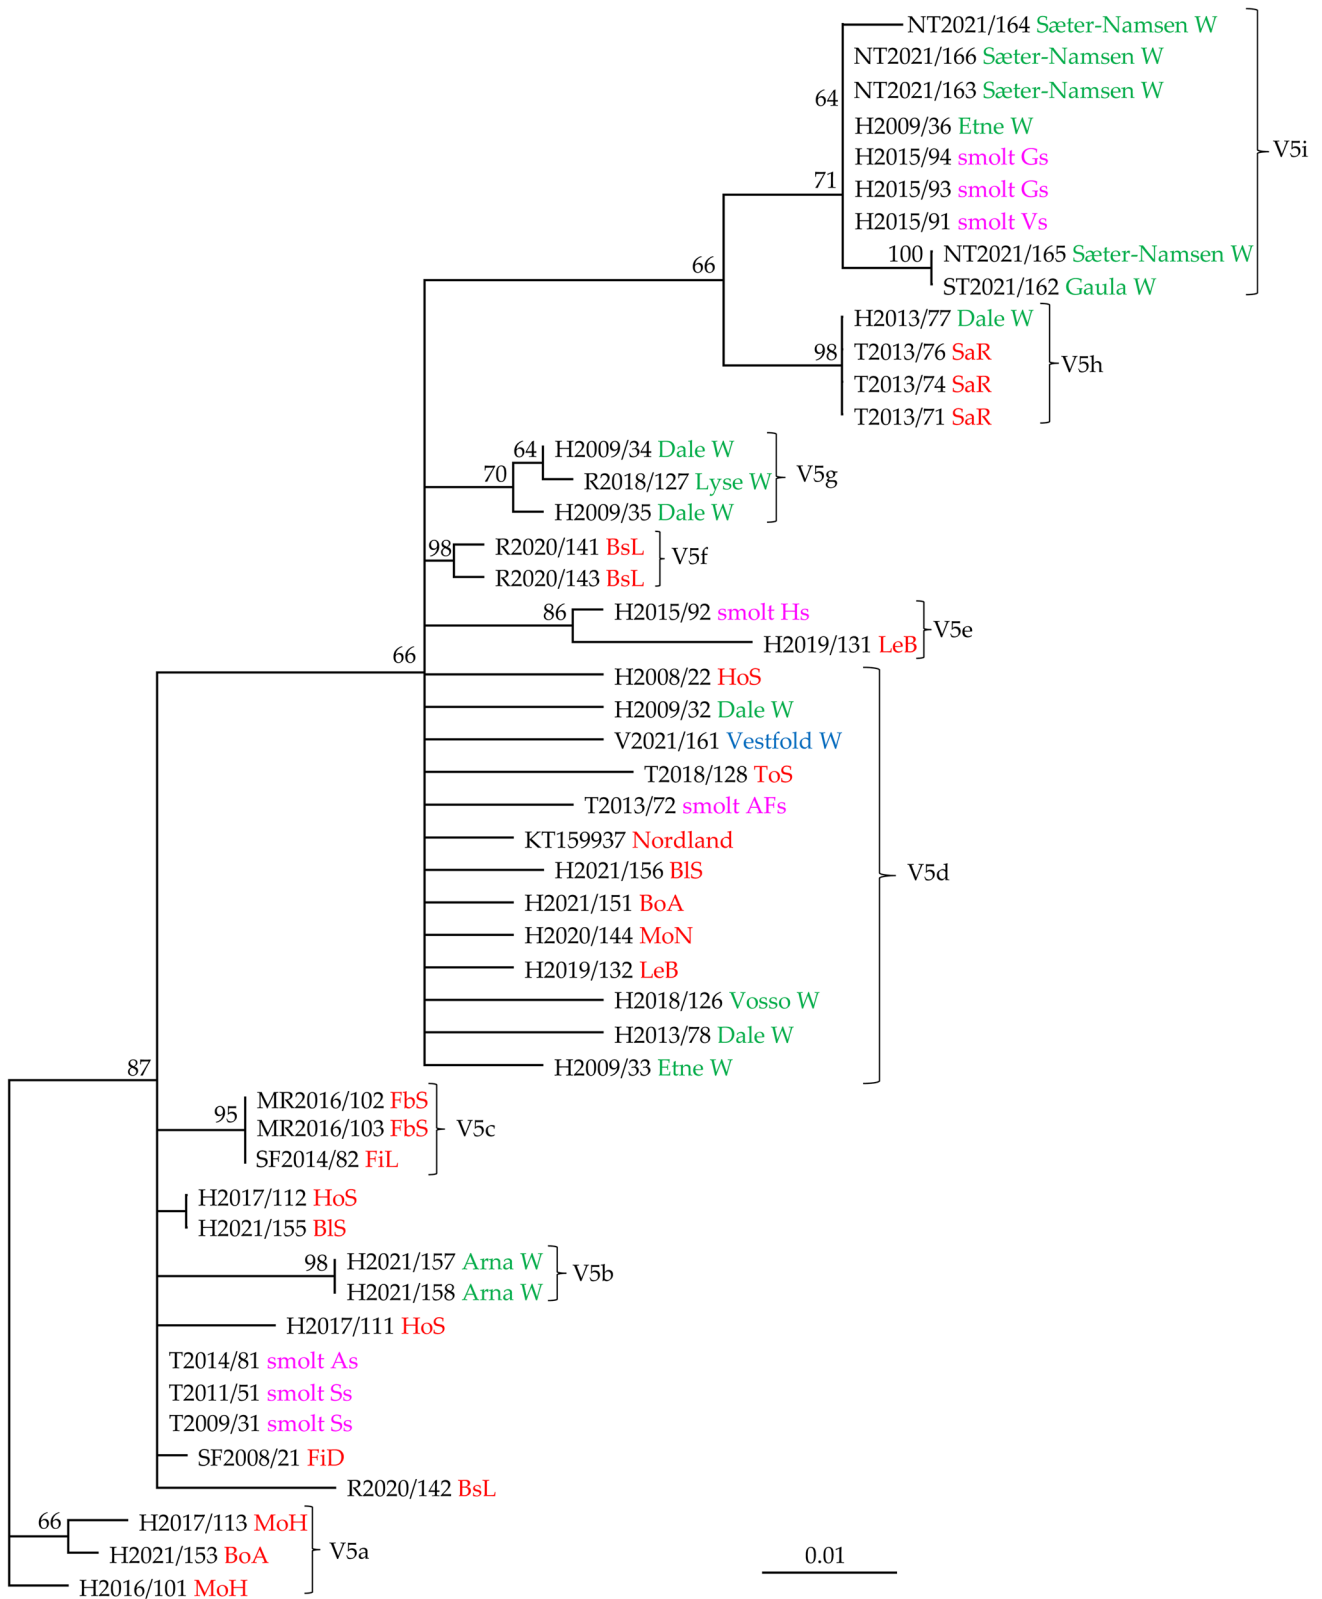 NT2021/164 Sæter-Namsen W
NT2021/166 Sæter-Namsen W
64
NT2021/163 Sæter-Namsen W
H2009/36 Etne W
V5i
H2015/94 smolt Gs
71
H2015/93 smolt Gs
H2015/91 smolt Vs
100
NT2021/165 Sæter-Namsen W
66
ST2021/162 Gaula W
H2013/77 Dale W
98
T2013/76 SaR
V5h
T2013/74 SaR
T2013/71 SaR
64
H2009/34 Dale W
70
R2018/127 Lyse W
V5g
H2009/35 Dale W
98
R2020/141 BsL
V5f
R2020/143 BsL
86
H2015/92 smolt Hs
V5e
H2019/131 LeB
66
H2008/22 HoS
H2009/32 Dale W
V2021/161 Vestfold W
T2018/128 ToS
T2013/72 smolt AFs
KT159937 Nordland
H2021/156 BlS
V5d
H2021/151 BoA
H2020/144 MoN
H2019/132 LeB
H2018/126 Vosso W
H2013/78 Dale W
87
H2009/33 Etne W
95
MR2016/102 FbS
MR2016/103 FbS
V5c
SF2014/82 FiL
H2017/112 HoS
H2021/155 BlS
98
H2021/157 Arna W
V5b
H2021/158 Arna W
H2017/111 HoS
T2014/81 smolt As
T2011/51 smolt Ss
T2009/31 smolt Ss
SF2008/21 FiD
R2020/142 BsL
66
H2017/113 MoH
H2021/153 BoA
V5a
0.01
H2016/101 MoH